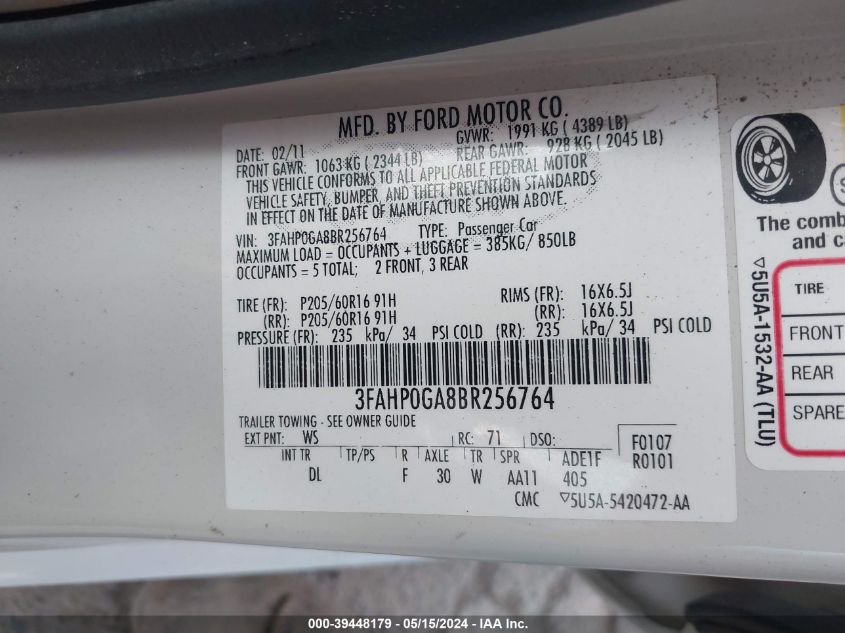 MFD. BY FORD MOTOR CO.
DATE: 02/11 GVWR: 1991 KG ( 4389 LB)
FRONT GAWR: 1063 KG ( 2344 LB) REAR GAWR: 928 KG ( 2045 LB)
THIS VEHICLE CONFORMS TO ALL APPLICABLE FEDERAL MOTOR
VEHICLE SAFETY, BUMPER, AND THEFT PREVENTION STANDARDS
IN EFFECT ON THE DATE OF MANUFACTURE SHOWN ABOVE.
VIN: 3FAHP0GA8BR256764 TYPE: Passenger Car
MAXIMUM LOAD = OCCUPANTS + LUGGAGE = 385KG/ 850LB
OCCUPANTS = 5 TOTAL; 2 FRONT, 3 REAR
TIRE (FR): P205/60R16 91H RIMS (FR): 16X6.5J
(RR): P205/60R16 91H (RR): 16X6.5J
PRESSURE (FR): 235 kPa/ 34 PSI COLD (RR): 235 kPa/ 34 PSI COLD
3FAHP0GA8BR256764
TRAILER TOWING - SEE OWNER GUIDE
EXT PNT: WS RC: 71 DSO: F0107
R0101
INT TR TP/PS R AXLE TR SPR ADE1F
DL F 30 W AA11 405
CMC ▽5U5A-5420472-AA
The comb
and c
▽5U5A-1532-AA (TLU)
TIRE
FRONT
REAR
SPARE
000-39448179 - 05/15/2024 - IAA Inc.